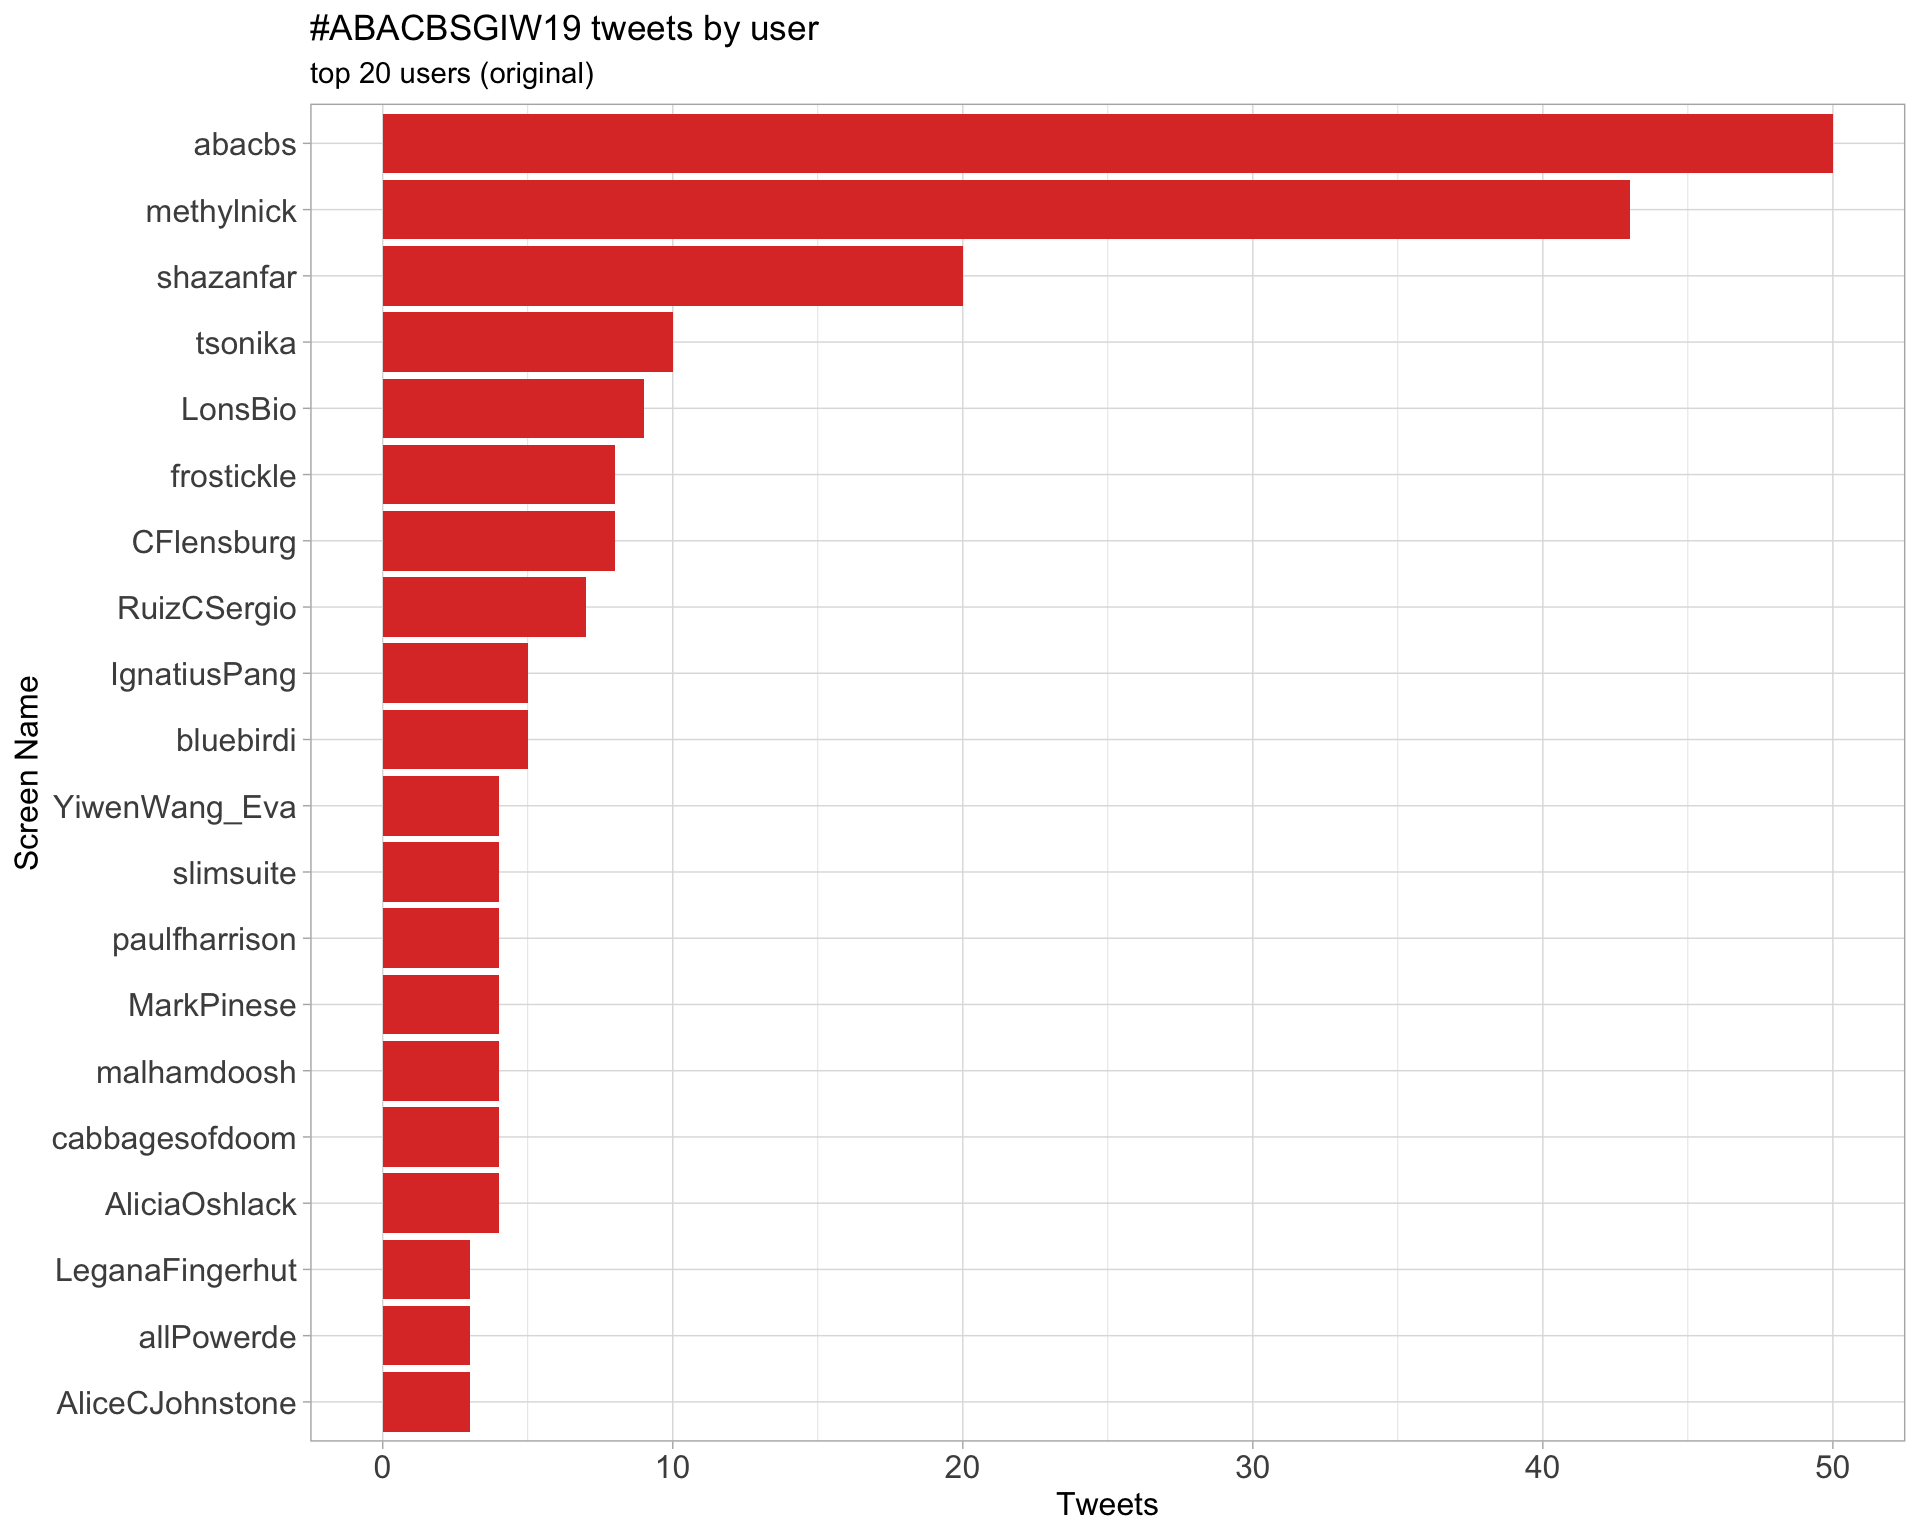 #ABACBSGIW19 tweets by user
top 20 users (original)
Screen Name
abacbs
methylnick
shazanfar
tsonika
LonsBio
frostickle
CFlensburg
RuizCSergio
IgnatiusPang
bluebirdi
YiwenWang_Eva
slimsuite
paulfharrison
MarkPinese
malhamdoosh
cabbagesofdoom
AliciaOshlack
LeganaFingerhut
allPowerde
AliceCJohnstone
0 10 20 30 40 50
Tweets